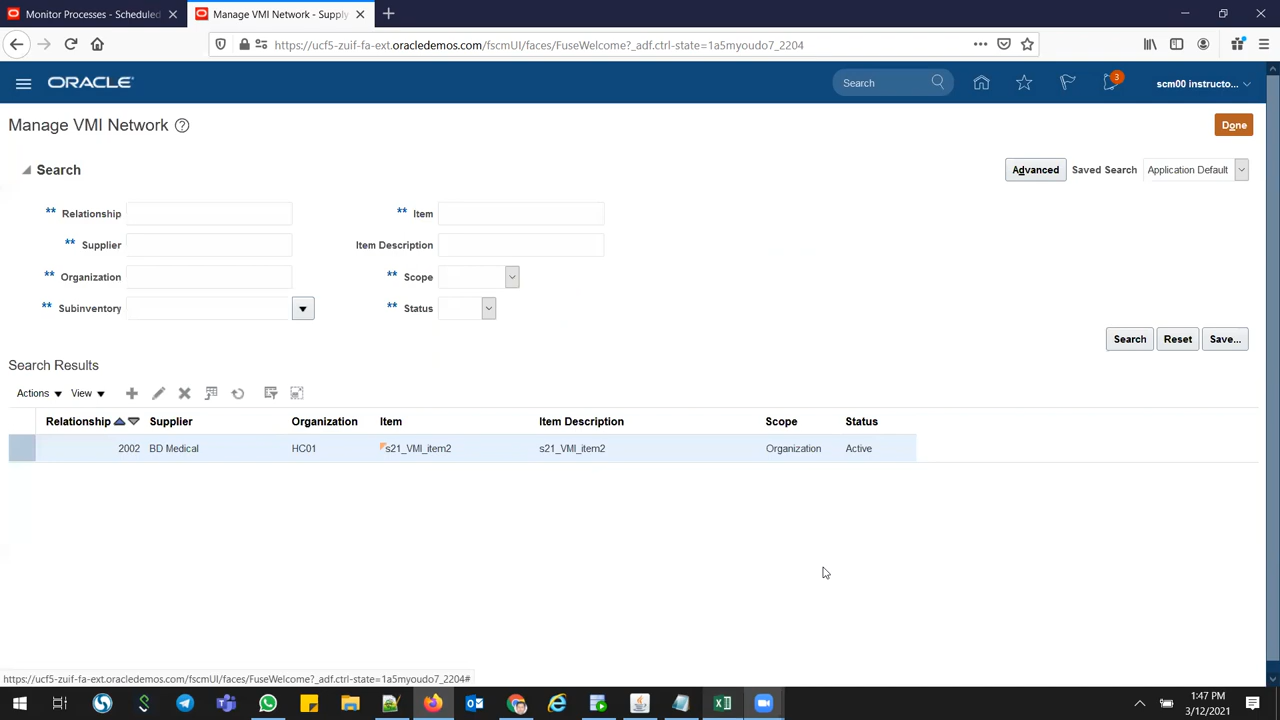 Monitor Processes - Scheduled
Manage VMI Network - Supply
https://ucf5-zuif-fa-ext.oracledemos.com/fscmUI/faces/FuseWelcome?_adf.ctrl-state=1a5myoudo7_2204
ORACLE
Search
3
scm00 instructo...
Manage VMI Network
Done
Search
Advanced
Saved Search
Application Default
** Relationship
** Item
** Supplier
Item Description
** Organization
** Scope
** Subinventory
** Status
Search
Reset
Save...
Search Results
Actions
View
Relationship
Supplier
Organization
Item
Item Description
Scope
Status
2002
BD Medical
HC01
s21_VMI_item2
s21_VMI_item2
Organization
Active
https://ucf5-zuif-fa-ext.oracledemos.com/fscmUI/faces/FuseWelcome?_adf.ctrl-state=1a5myoudo7_2204#
1:47 PM
3/12/2021